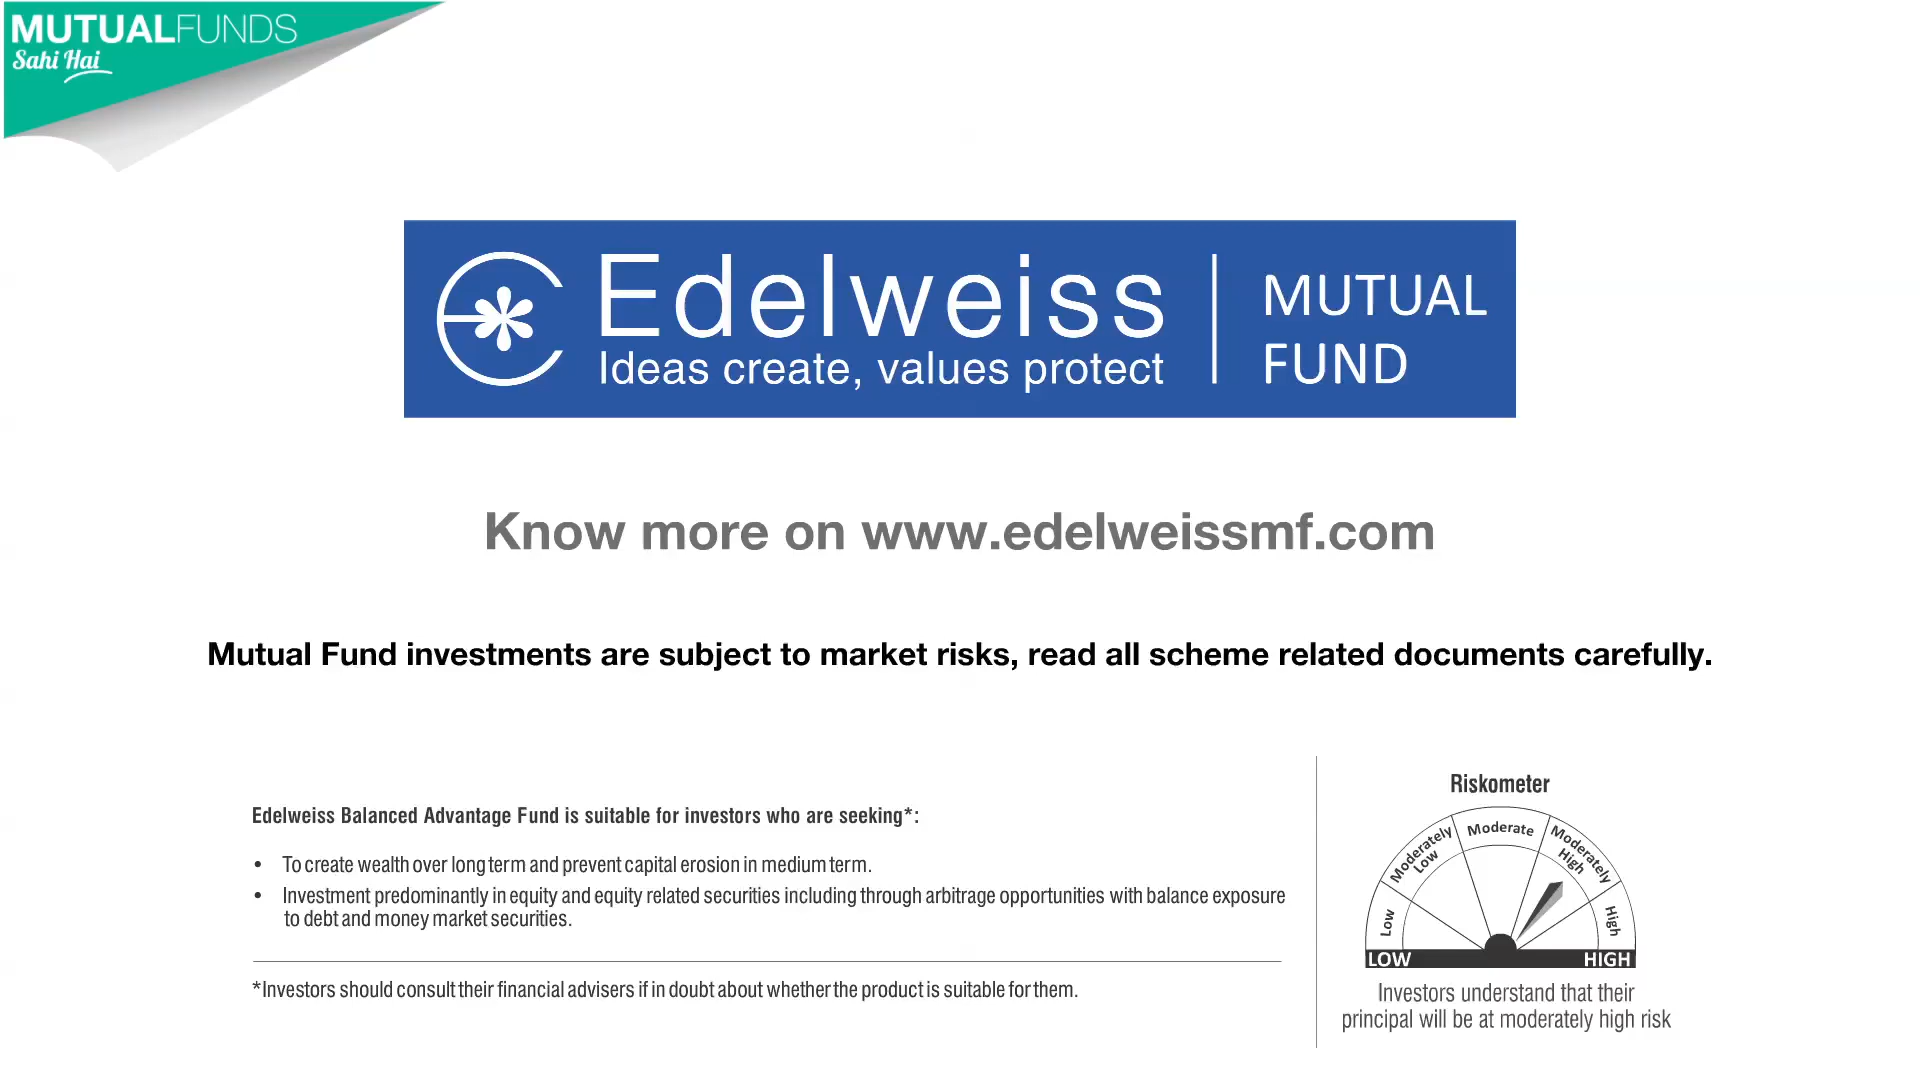 MUTUALFUNDS
Sahi Hai
Edelweiss
Ideas create, values protect
MUTUAL
FUND
Know more on www.edelweissmf.com
Mutual Fund investments are subject to market risks, read all scheme related documents carefully.
Edelweiss Balanced Advantage Fund is suitable for investors who are seeking*:
• To create wealth over long term and prevent capital erosion in medium term.
• Investment predominantly in equity and equity related securities including through arbitrage opportunities with balance exposure
to debt and money market securities.
*Investors should consult their financial advisers if in doubt about whether the product is suitable for them.
Riskometer
Low
Moderately
Low
Moderate
Moderately
High
High
LOW HIGH
Investors understand that their
principal will be at moderately high risk